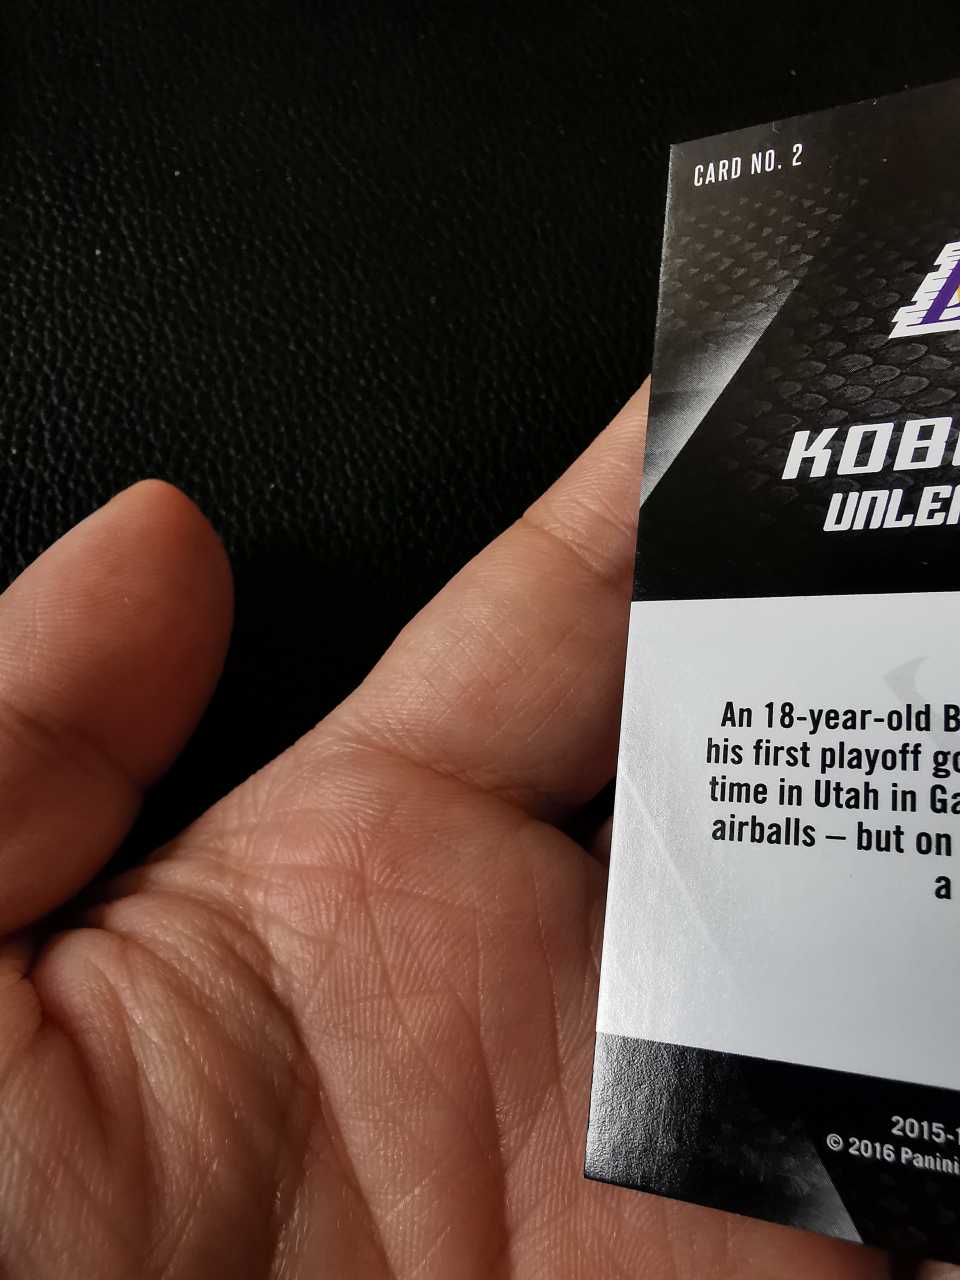 CARD NO. 2
KOB
UNLE
An 18-year-old B
his first playoff go
time in Utah in Ga
airballs – but on
a
2015-1
© 2016 Panini